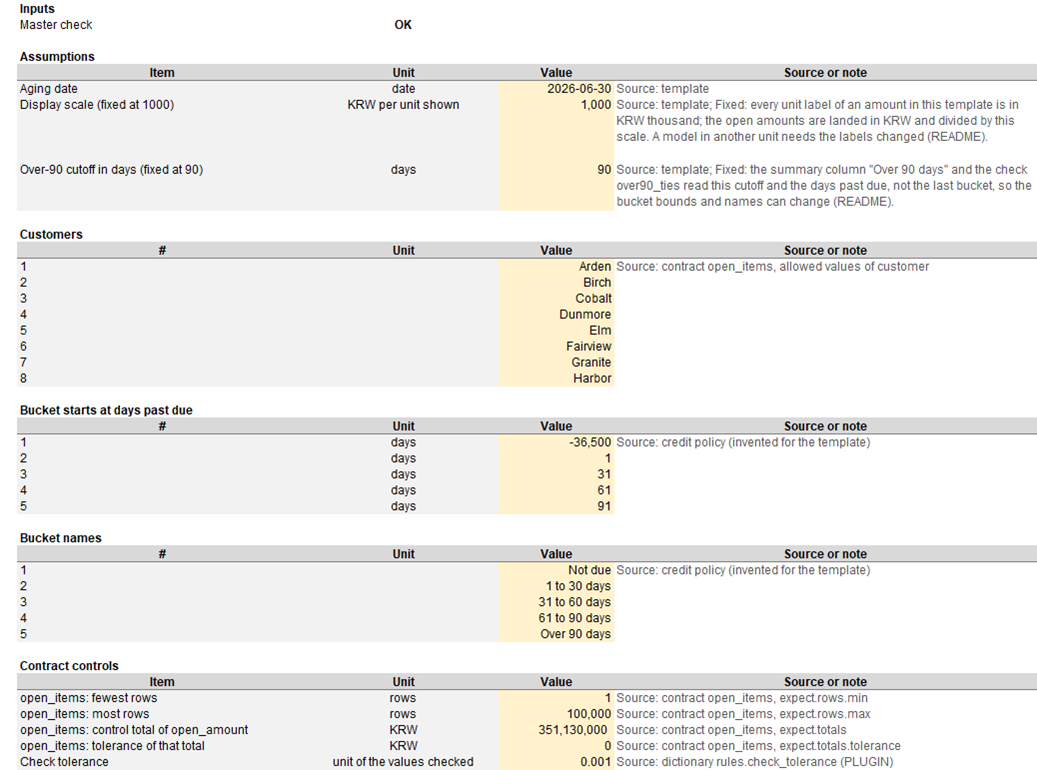 Inputs
Master check OK
Assumptions
Item Unit Value Source or note
Aging date date 2026-06-30 Source: template
Display scale (fixed at 1000) KRW per unit shown 1,000 Source: template; Fixed: every unit label of an amount in this template is in
KRW thousand; the open amounts are landed in KRW and divided by this
scale. A model in another unit needs the labels changed (README).
Over-90 cutoff in days (fixed at 90) days 90 Source: template; Fixed: the summary column "Over 90 days" and the check
over90_ties read this cutoff and the days past due, not the last bucket, so the
bucket bounds and names can change (README).
Customers
# Unit Value Source or note
1 Arden Source: contract open_items, allowed values of customer
2 Birch
3 Cobalt
4 Dunmore
5 Elm
6 Fairview
7 Granite
8 Harbor
Bucket starts at days past due
# Unit Value Source or note
1 days -36,500 Source: credit policy (invented for the template)
2 days 1
3 days 31
4 days 61
5 days 91
Bucket names
# Unit Value Source or note
1 Not due Source: credit policy (invented for the template)
2 1 to 30 days
3 31 to 60 days
4 61 to 90 days
5 Over 90 days
Contract controls
Item Unit Value Source or note
open_items: fewest rows rows 1 Source: contract open_items, expect.rows.min
open_items: most rows rows 100,000 Source: contract open_items, expect.rows.max
open_items: control total of open_amount KRW 351,130,000 Source: contract open_items, expect.totals
open_items: tolerance of that total KRW 0 Source: contract open_items, expect.totals.tolerance
Check tolerance unit of the values checked 0.001 Source: dictionary rules.check_tolerance (PLUGIN)